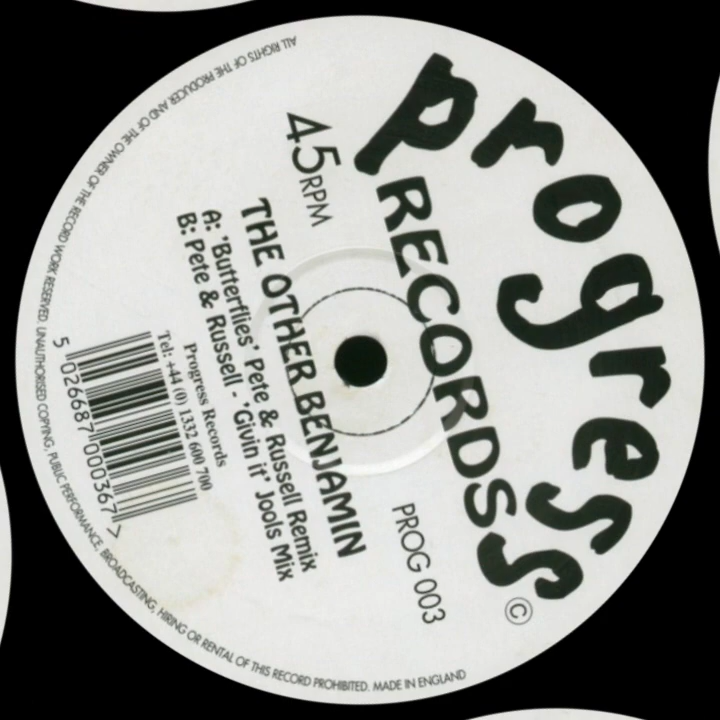 progress
RECORDS
©
45RPM
PROG 003
THE OTHER BENJAMIN
A: 'Butterflies' Pete & Russell Remix
B: Pete & Russell - 'Givin it' Jools Mix
Progress Records
Tel: +44 (0) 1332 600 700
5 026687 000367 >
ALL RIGHTS OF THE PRODUCER AND OF THE OWNER OF THE RECORD WORK RESERVED. UNAUTHORISED COPYING, PUBLIC PERFORMANCE, BROADCASTING, HIRING OR RENTAL OF THIS RECORD PROHIBITED. MADE IN ENGLAND